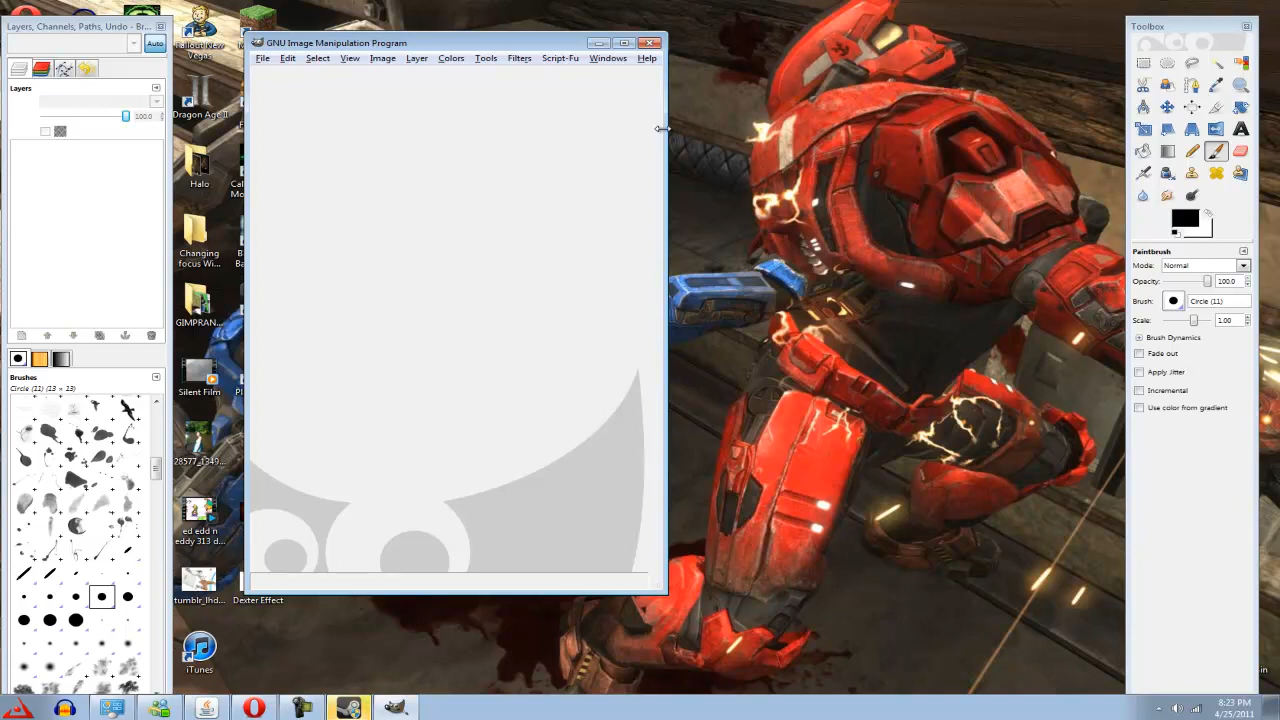 Layers, Channels, Paths, Undo - Br...
Auto
Layers
100.0
Brushes
Circle (11) (13 × 13)
Fallout New
Vegas
Dragon Age II
Halo
Changing
focus Wi...
GIMPRAN...
Silent Film
28577_1349...
ed edd n
eddy 313 d...
tumblr_lhd...
Dexter Effect
iTunes
GNU Image Manipulation Program
File Edit Select View Image Layer Colors Tools Filters Script-Fu Windows Help
Toolbox
Paintbrush
Mode: Normal
Opacity: 100.0
Brush: Circle (11)
Scale: 1.00
Brush Dynamics
Fade out
Apply Jitter
Incremental
Use color from gradient
8:23 PM
4/25/2011